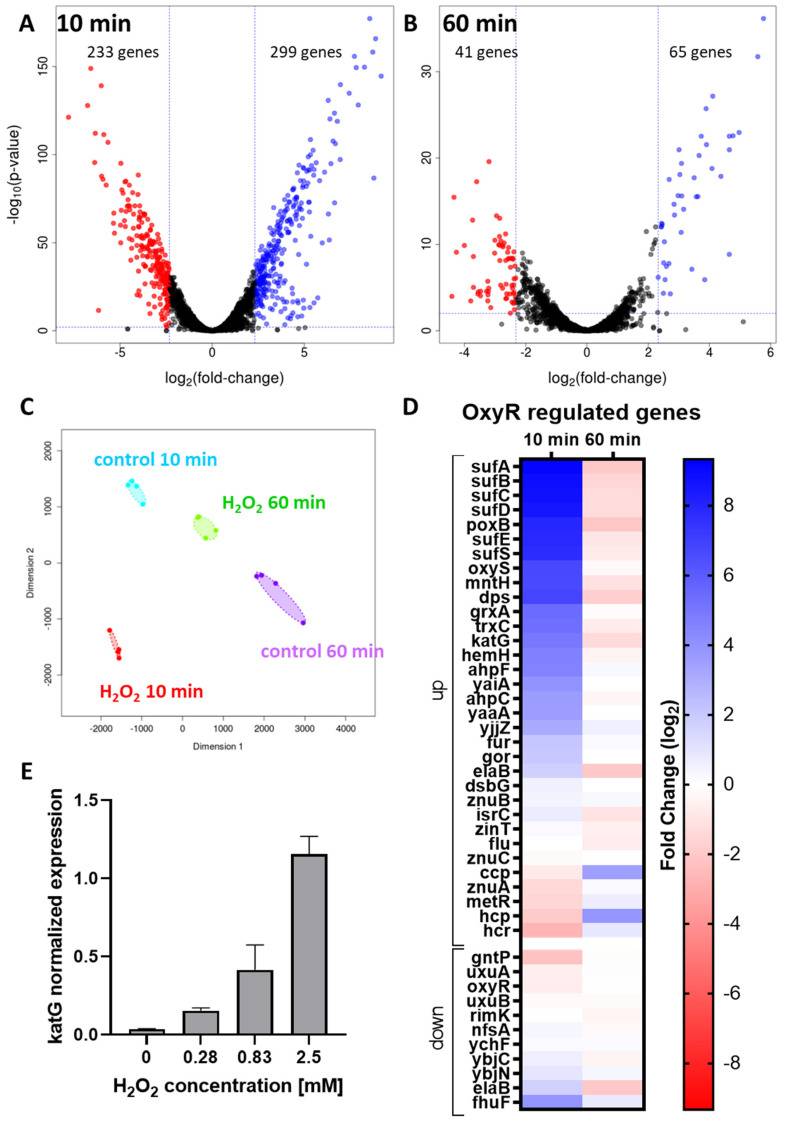 A 10 min
233 genes
299 genes
-log10(p-value)
150
100
50
0
-5
0
5
log2(fold-change)
B 60 min
41 genes
65 genes
30
20
10
0
-4
-2
0
2
4
6
log2(fold-change)
C
control 10 min
H2O2 60 min
control 60 min
H2O2 10 min
Dimension 2
2000
1000
0
-1000
-2000
-2000
-1000
0
1000
2000
3000
4000
Dimension 1
D
OxyR regulated genes
10 min 60 min
up
sufA
sufB
sufC
sufD
poxB
sufE
sufS
oxyS
mntH
dps
grxA
trxC
katG
hemH
ahpF
yaiA
ahpC
yaaA
yjjZ
fur
gor
elaB
dsbG
znuB
isrC
zinT
flu
znuC
ccp
znuA
metR
hcp
hcr
down
gntP
uxuA
oxyR
uxuB
rimK
nfsA
ychF
ybjC
ybjN
elaB
fhuF
Fold Change (log2)
8
6
4
2
0
-2
-4
-6
-8
E
katG normalized expression
1.5
1.0
0.5
0.0
0
0.28
0.83
2.5
H2O2 concentration [mM]